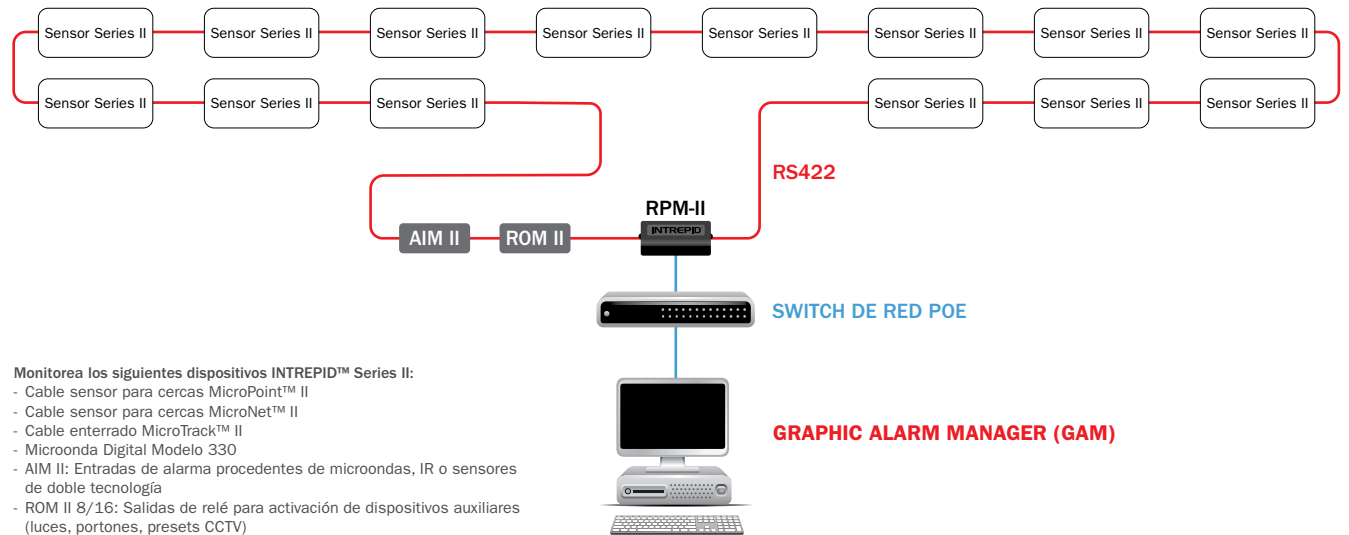 Sensor Series II
Sensor Series II
Sensor Series II
Sensor Series II
Sensor Series II
Sensor Series II
Sensor Series II
Sensor Series II
Sensor Series II
Sensor Series II
Sensor Series II
Sensor Series II
Sensor Series II
Sensor Series II
RS422
RPM-II
INTREPID
AIM II
ROM II
SWITCH DE RED POE
Monitorea los siguientes dispositivos INTREPID™ Series II:
- Cable sensor para cercas MicroPoint™ II
- Cable sensor para cercas MicroNet™ II
- Cable enterrado MicroTrack™ II
- Microonda Digital Modelo 330
- AIM II: Entradas de alarma procedentes de microondas, IR o sensores
de doble tecnología
- ROM II 8/16: Salidas de relé para activación de dispositivos auxiliares
(luces, portones, presets CCTV)
GRAPHIC ALARM MANAGER (GAM)